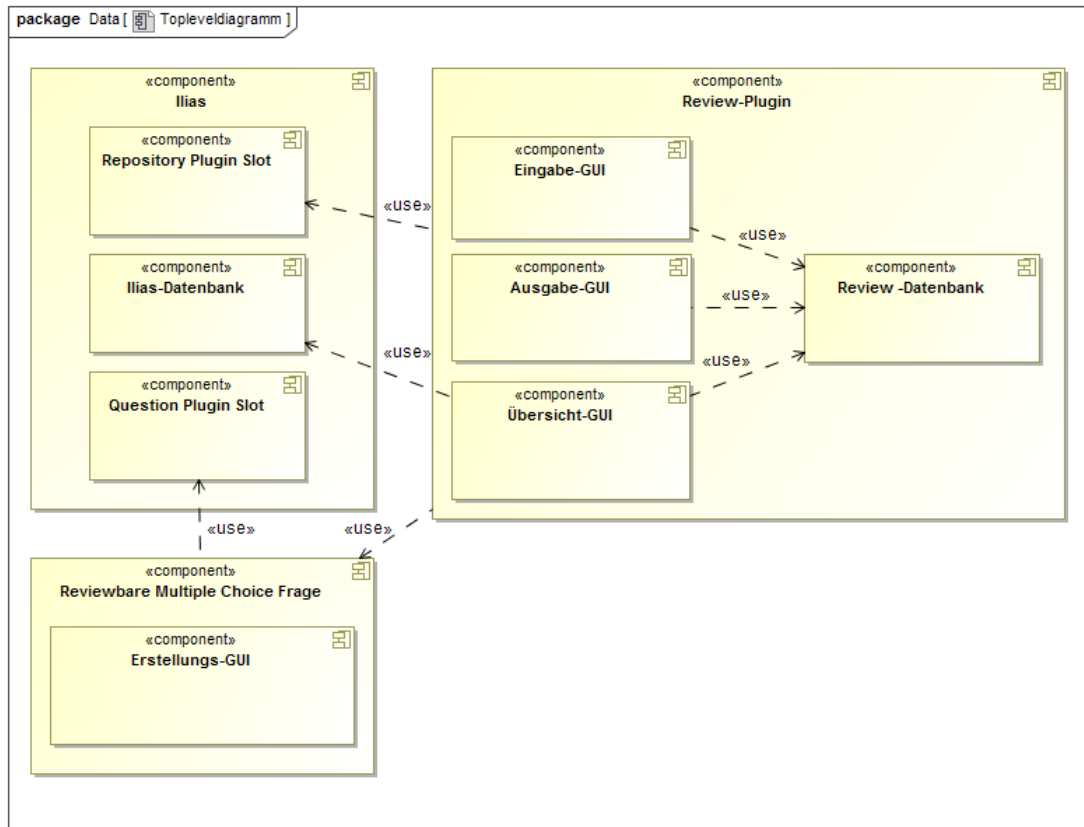 package Data [ Topleveldiagramm ]
«component»
Ilias
«component»
Repository Plugin Slot
«component»
Ilias-Datenbank
«component»
Question Plugin Slot
«component»
Review-Plugin
«component»
Eingabe-GUI
«component»
Ausgabe-GUI
«component»
Übersicht-GUI
«component»
Review -Datenbank
«use»
«use»
«use»
«use»
«use»
«use»
«use»
«component»
Reviewbare Multiple Choice Frage
«component»
Erstellungs-GUI